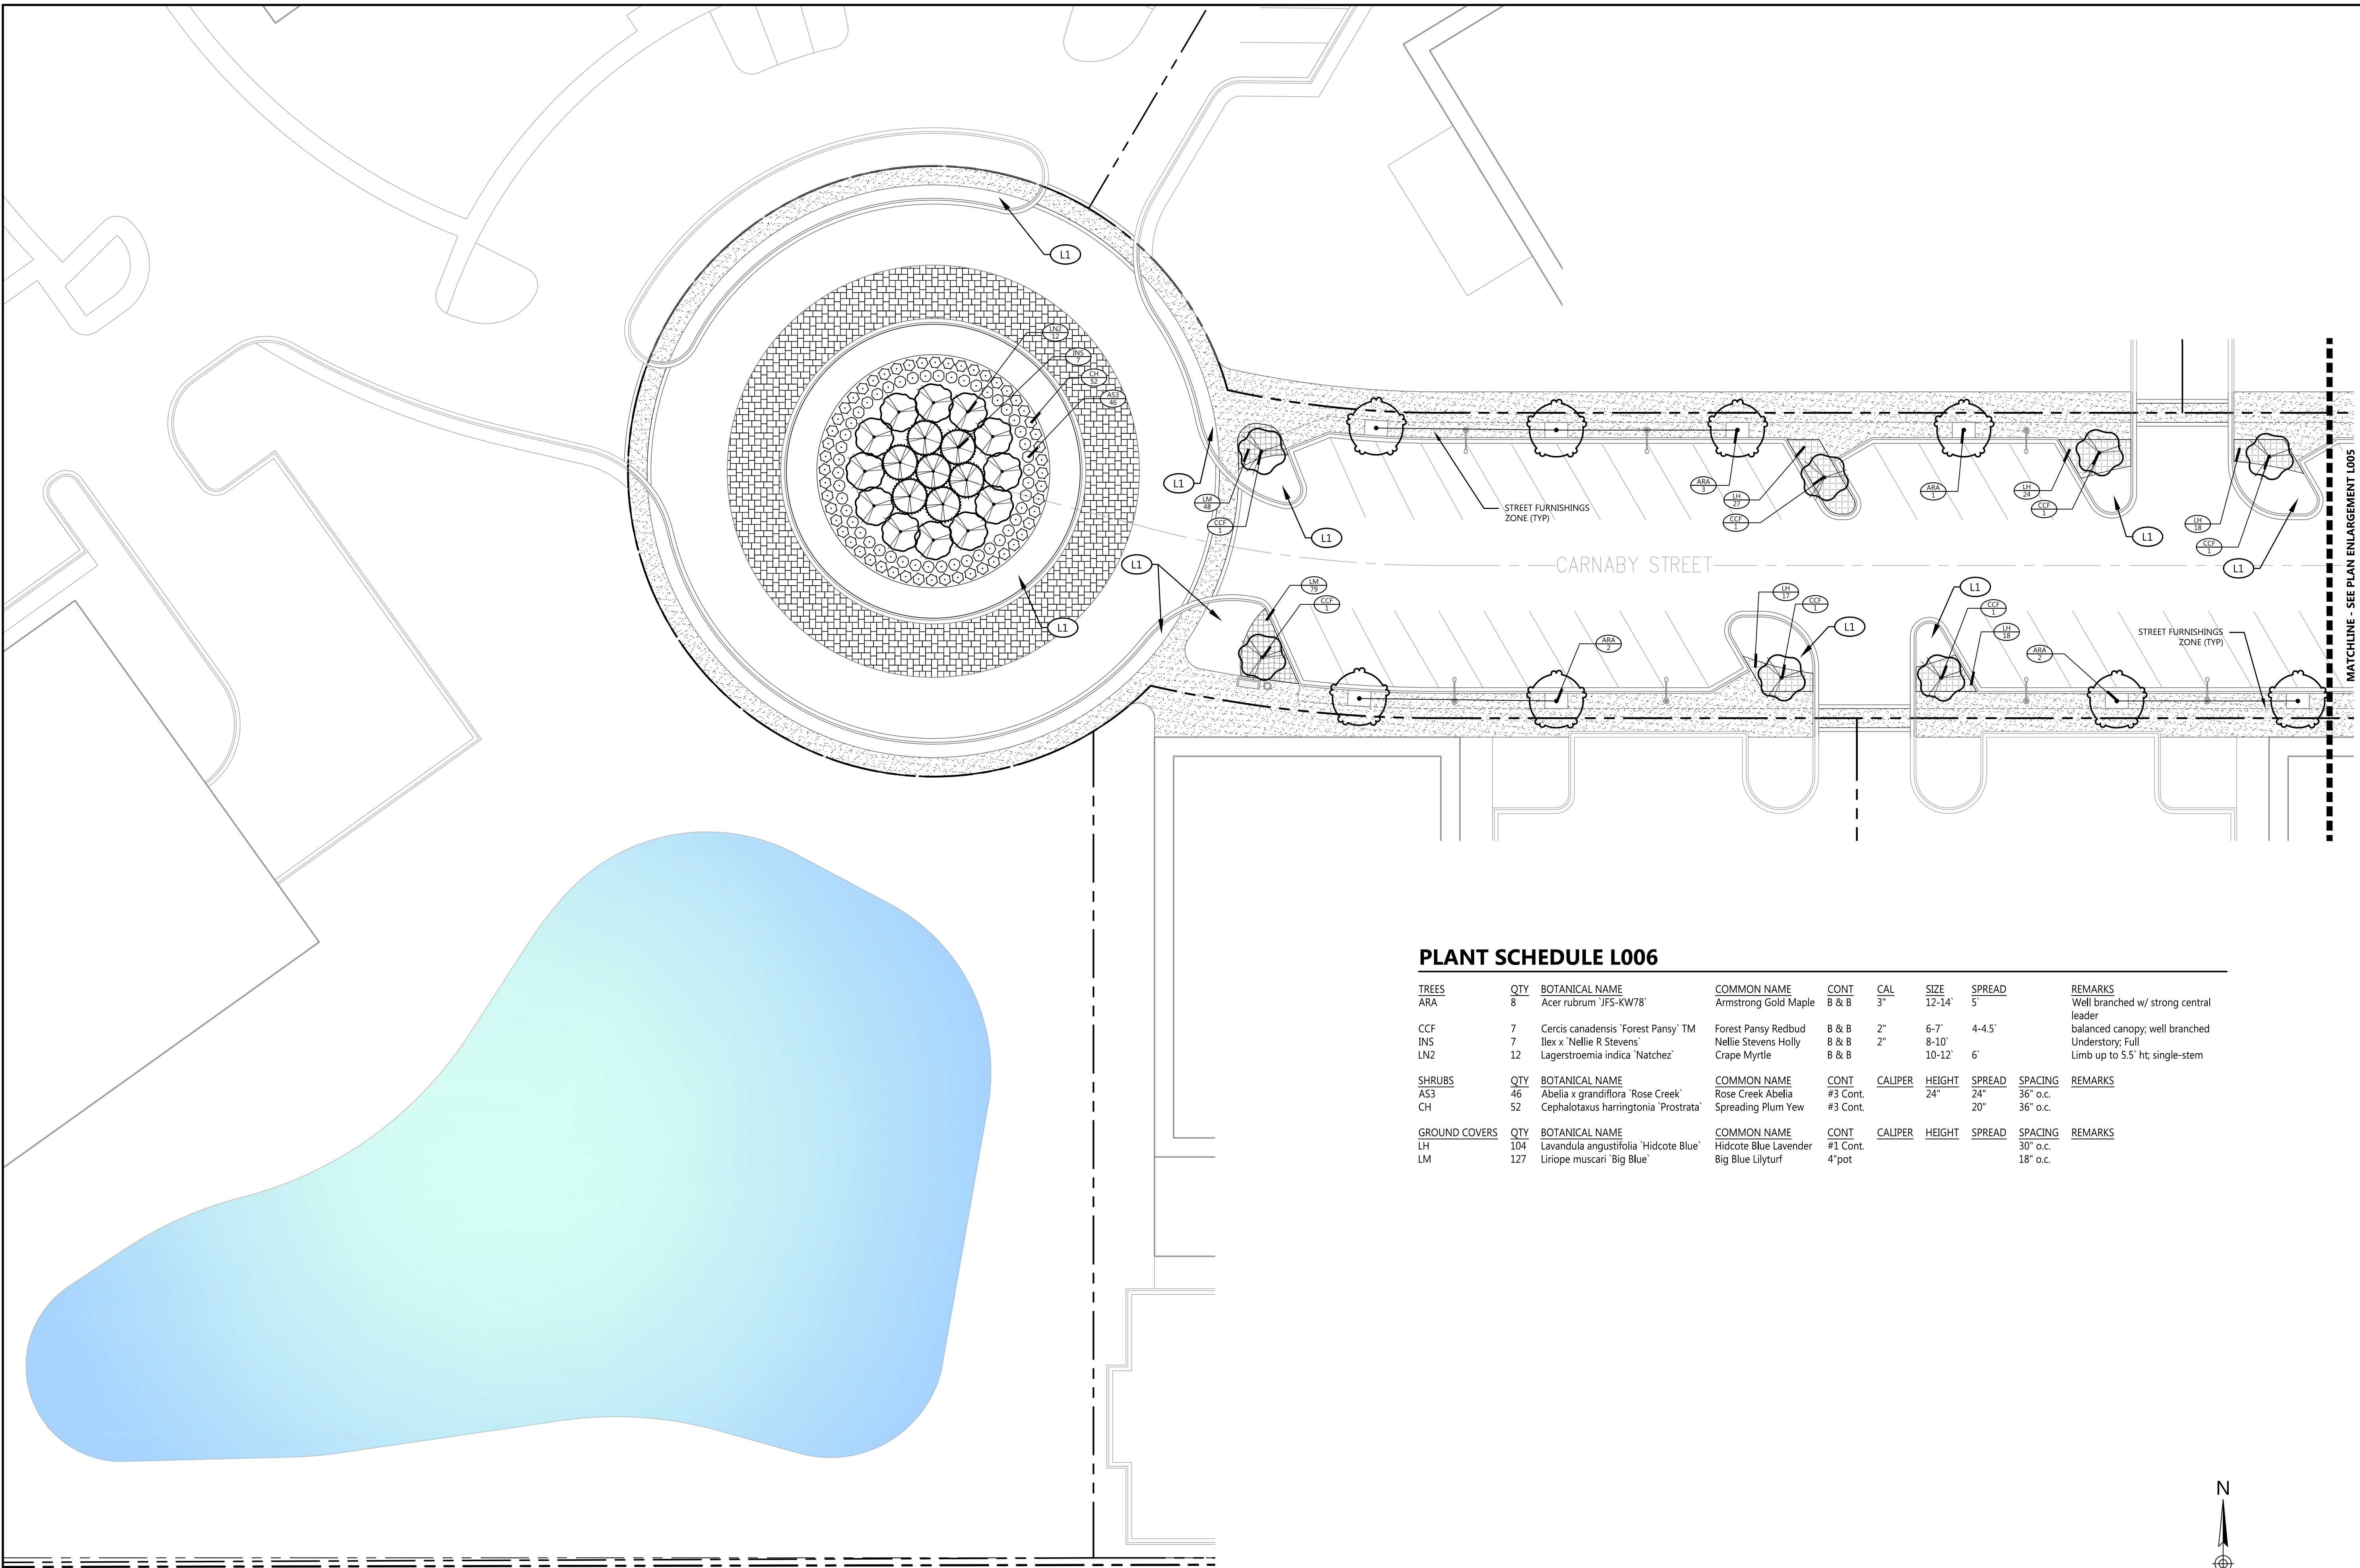 L1
LN2
12
INS
7
CH
52
AS3
46
L1
LM
48
CCF
1
L1
STREET FURNISHINGS
ZONE (TYP)
ARA
3
LH
27
CCF
1
ARA
1
LH
24
CCF
1
L1
LH
18
CCF
1
L1
MATCHLINE - SEE PLAN ENLARGEMENT L005
CARNABY STREET
L1
L1
LM
79
CCF
1
ARA
2
LH
17
CCF
1
L1
L1
CCF
1
LH
18
ARA
2
STREET FURNISHINGS
ZONE (TYP)
PLANT SCHEDULE L006
TREES QTY BOTANICAL NAME COMMON NAME CONT CAL SIZE SPREAD REMARKS
ARA 8 Acer rubrum `JFS-KW78` Armstrong Gold Maple B & B 3" 12-14` 5` Well branched w/ strong central
leader
CCF 7 Cercis canadensis `Forest Pansy` TM Forest Pansy Redbud B & B 2" 6-7` 4-4.5` balanced canopy; well branched
INS 7 Ilex x `Nellie R Stevens` Nellie Stevens Holly B & B 2" 8-10` Understory; Full
LN2 12 Lagerstroemia indica `Natchez` Crape Myrtle B & B 10-12` 6` Limb up to 5.5` ht; single-stem
SHRUBS QTY BOTANICAL NAME COMMON NAME CONT CALIPER HEIGHT SPREAD SPACING REMARKS
AS3 46 Abelia x grandiflora `Rose Creek` Rose Creek Abelia #3 Cont. 24" 24" 36" o.c.
CH 52 Cephalotaxus harringtonia `Prostrata` Spreading Plum Yew #3 Cont. 20" 36" o.c.
GROUND COVERS QTY BOTANICAL NAME COMMON NAME CONT CALIPER HEIGHT SPREAD SPACING REMARKS
LH 104 Lavandula angustifolia `Hidcote Blue` Hidcote Blue Lavender #1 Cont. 30" o.c.
LM 127 Liriope muscari `Big Blue` Big Blue Lilyturf 4"pot 18" o.c.
N